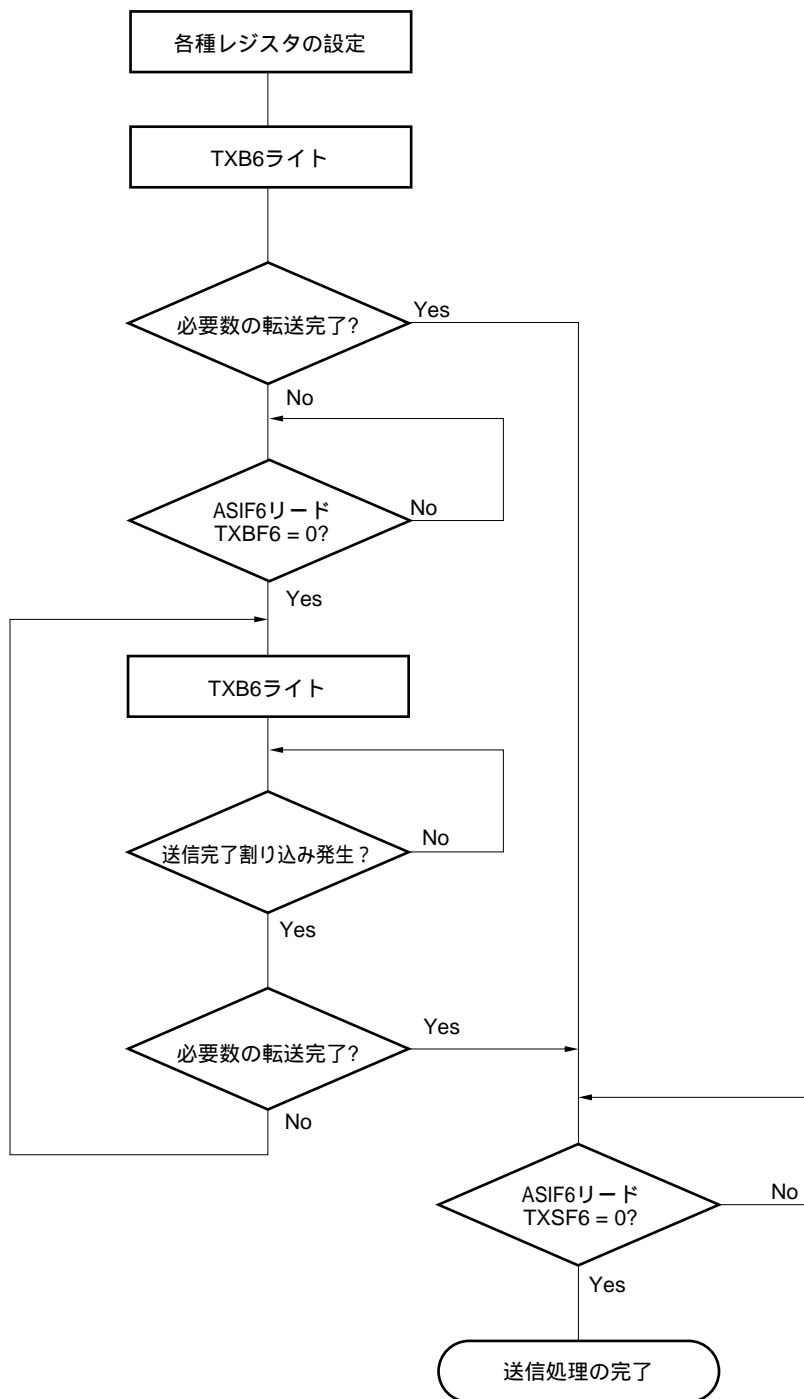 各種レジスタの設定
TXB6ライト
必要数の転送完了?
Yes
No
ASIF6リード
TXBF6 = 0?
No
Yes
TXB6ライト
送信完了割り込み発生？
No
Yes
必要数の転送完了?
Yes
No
ASIF6リード
TXSF6 = 0?
No
Yes
送信処理の完了